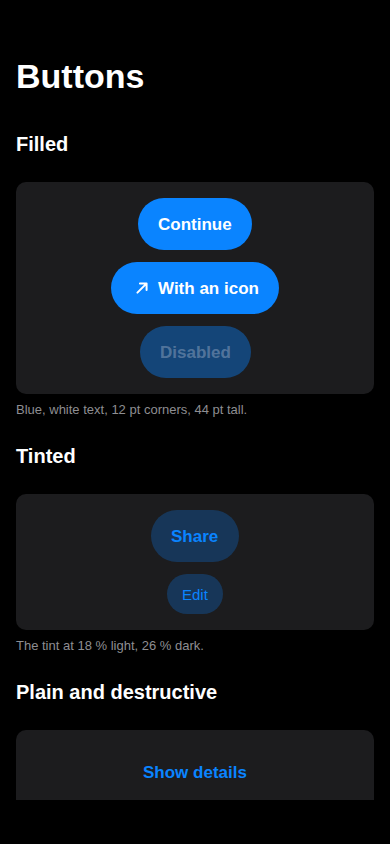 Buttons
Filled
Continue
With an icon
Disabled
Blue, white text, 12 pt corners, 44 pt tall.
Tinted
Share
Edit
The tint at 18 % light, 26 % dark.
Plain and destructive
Show details